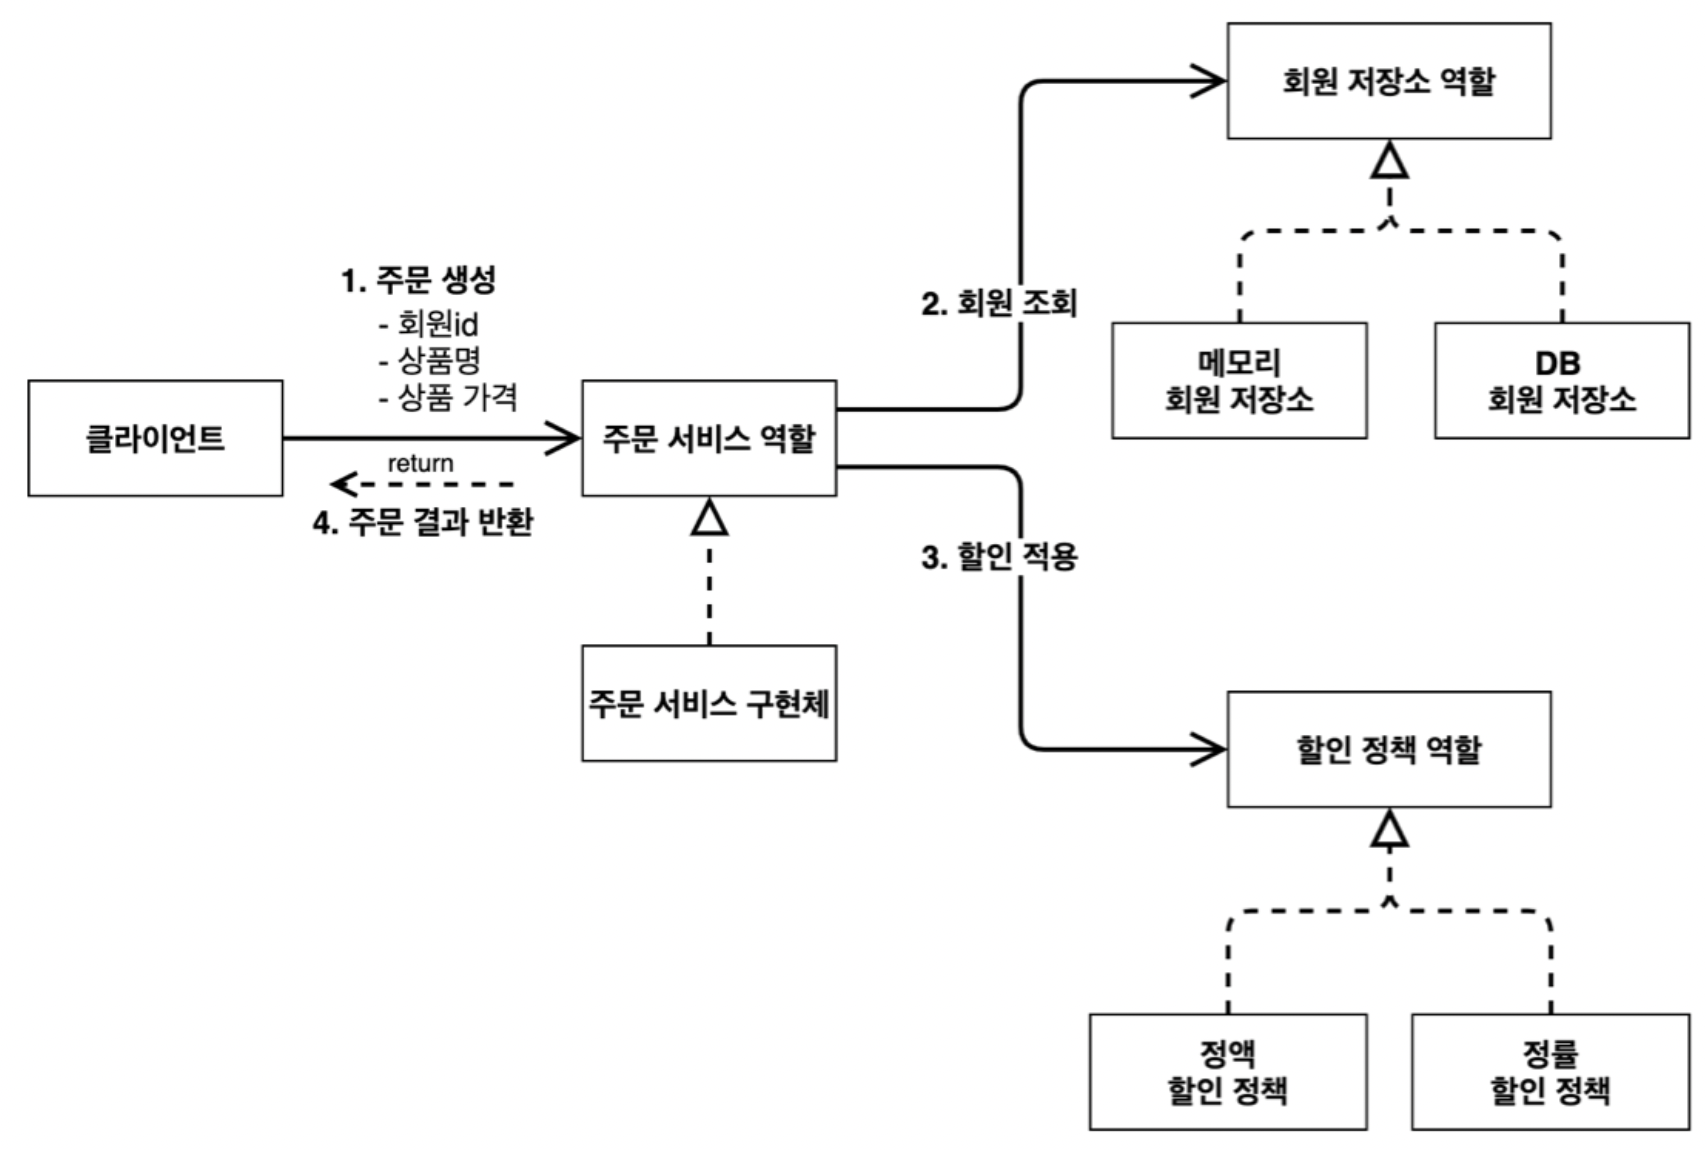 회원 저장소 역할
1. 주문 생성
- 회원id
- 상품명
- 상품 가격
2. 회원 조회
메모리
회원 저장소
DB
회원 저장소
클라이언트
주문 서비스 역할
return
4. 주문 결과 반환
3. 할인 적용
주문 서비스 구현체
할인 정책 역할
정액
할인 정책
정률
할인 정책